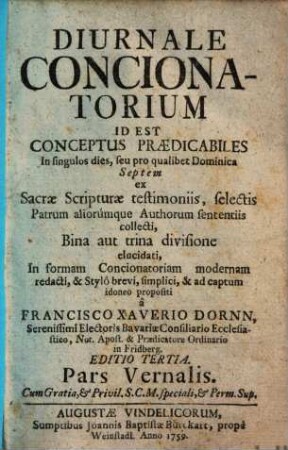 DIURNALE
CONCIONA-
TORIUM
ID EST
CONCEPTUS PRÆDICABILES
In singulos dies, seu pro qualibet Dominica
Septem
ex
Sacræ Scripturæ testimoniis, selectis
Patrum aliorúmque Authorum sententiis
collecti,
Bina aut trina divisione
elucidati,
In formam Concionatoriam modernam
redacti, & stylô brevi, simplici, & ad captum
idoneo propositi
à
FRANCISCO XAVERIO DORNN,
Serenissimi Electoris Bavariæ Consiliario Ecclesia-
stico, Not. Apost. & Prædicatore Ordinario
in Fridberg.
EDITIO TERTIA.
Pars Vernalis.
Cum Gratia, & Privil. S. C. M. speciali, & Perm. Sup.
AUGUSTÆ VINDELICORUM,
Sumptibus Joannis Baptistæ Burckart, propè
Weinstadl. Anno 1759.